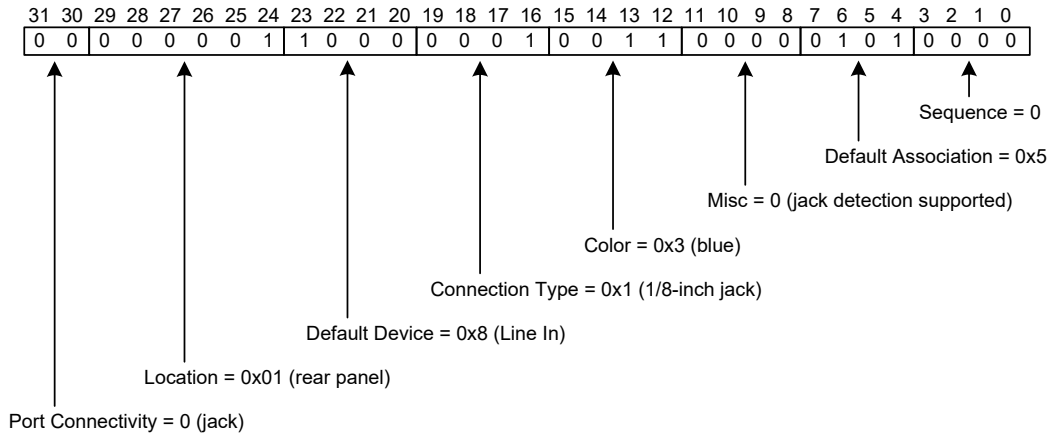 31 30 29 28 27 26 25 24 23 22 21 20 19 18 17 16 15 14 13 12 11 10 9 8 7 6 5 4 3 2 1 0
0 0 0 0 0 0 0 1 1 0 0 0 0 0 0 1 0 0 1 1 0 0 0 0 0 1 0 1 0 0 0 0
Sequence = 0
Default Association = 0x5
Misc = 0 (jack detection supported)
Color = 0x3 (blue)
Connection Type = 0x1 (1/8-inch jack)
Default Device = 0x8 (Line In)
Location = 0x01 (rear panel)
Port Connectivity = 0 (jack)